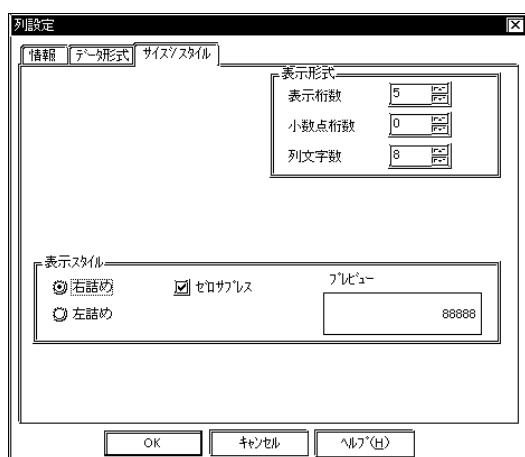 列設定
情報 ﾃﾞｰﾀ形式 ｻｲｽﾞ/ｽﾀｲﾙ
表示形式
表示桁数 5
小数点桁数 0
列文字数 8
表示ｽﾀｲﾙ
右詰め ｾﾞﾛｻﾌﾟﾚｽ ﾌﾟﾚﾋﾞｭｰ
左詰め 88888
OK ｷｬﾝｾﾙ ﾍﾙﾌﾟ(H)